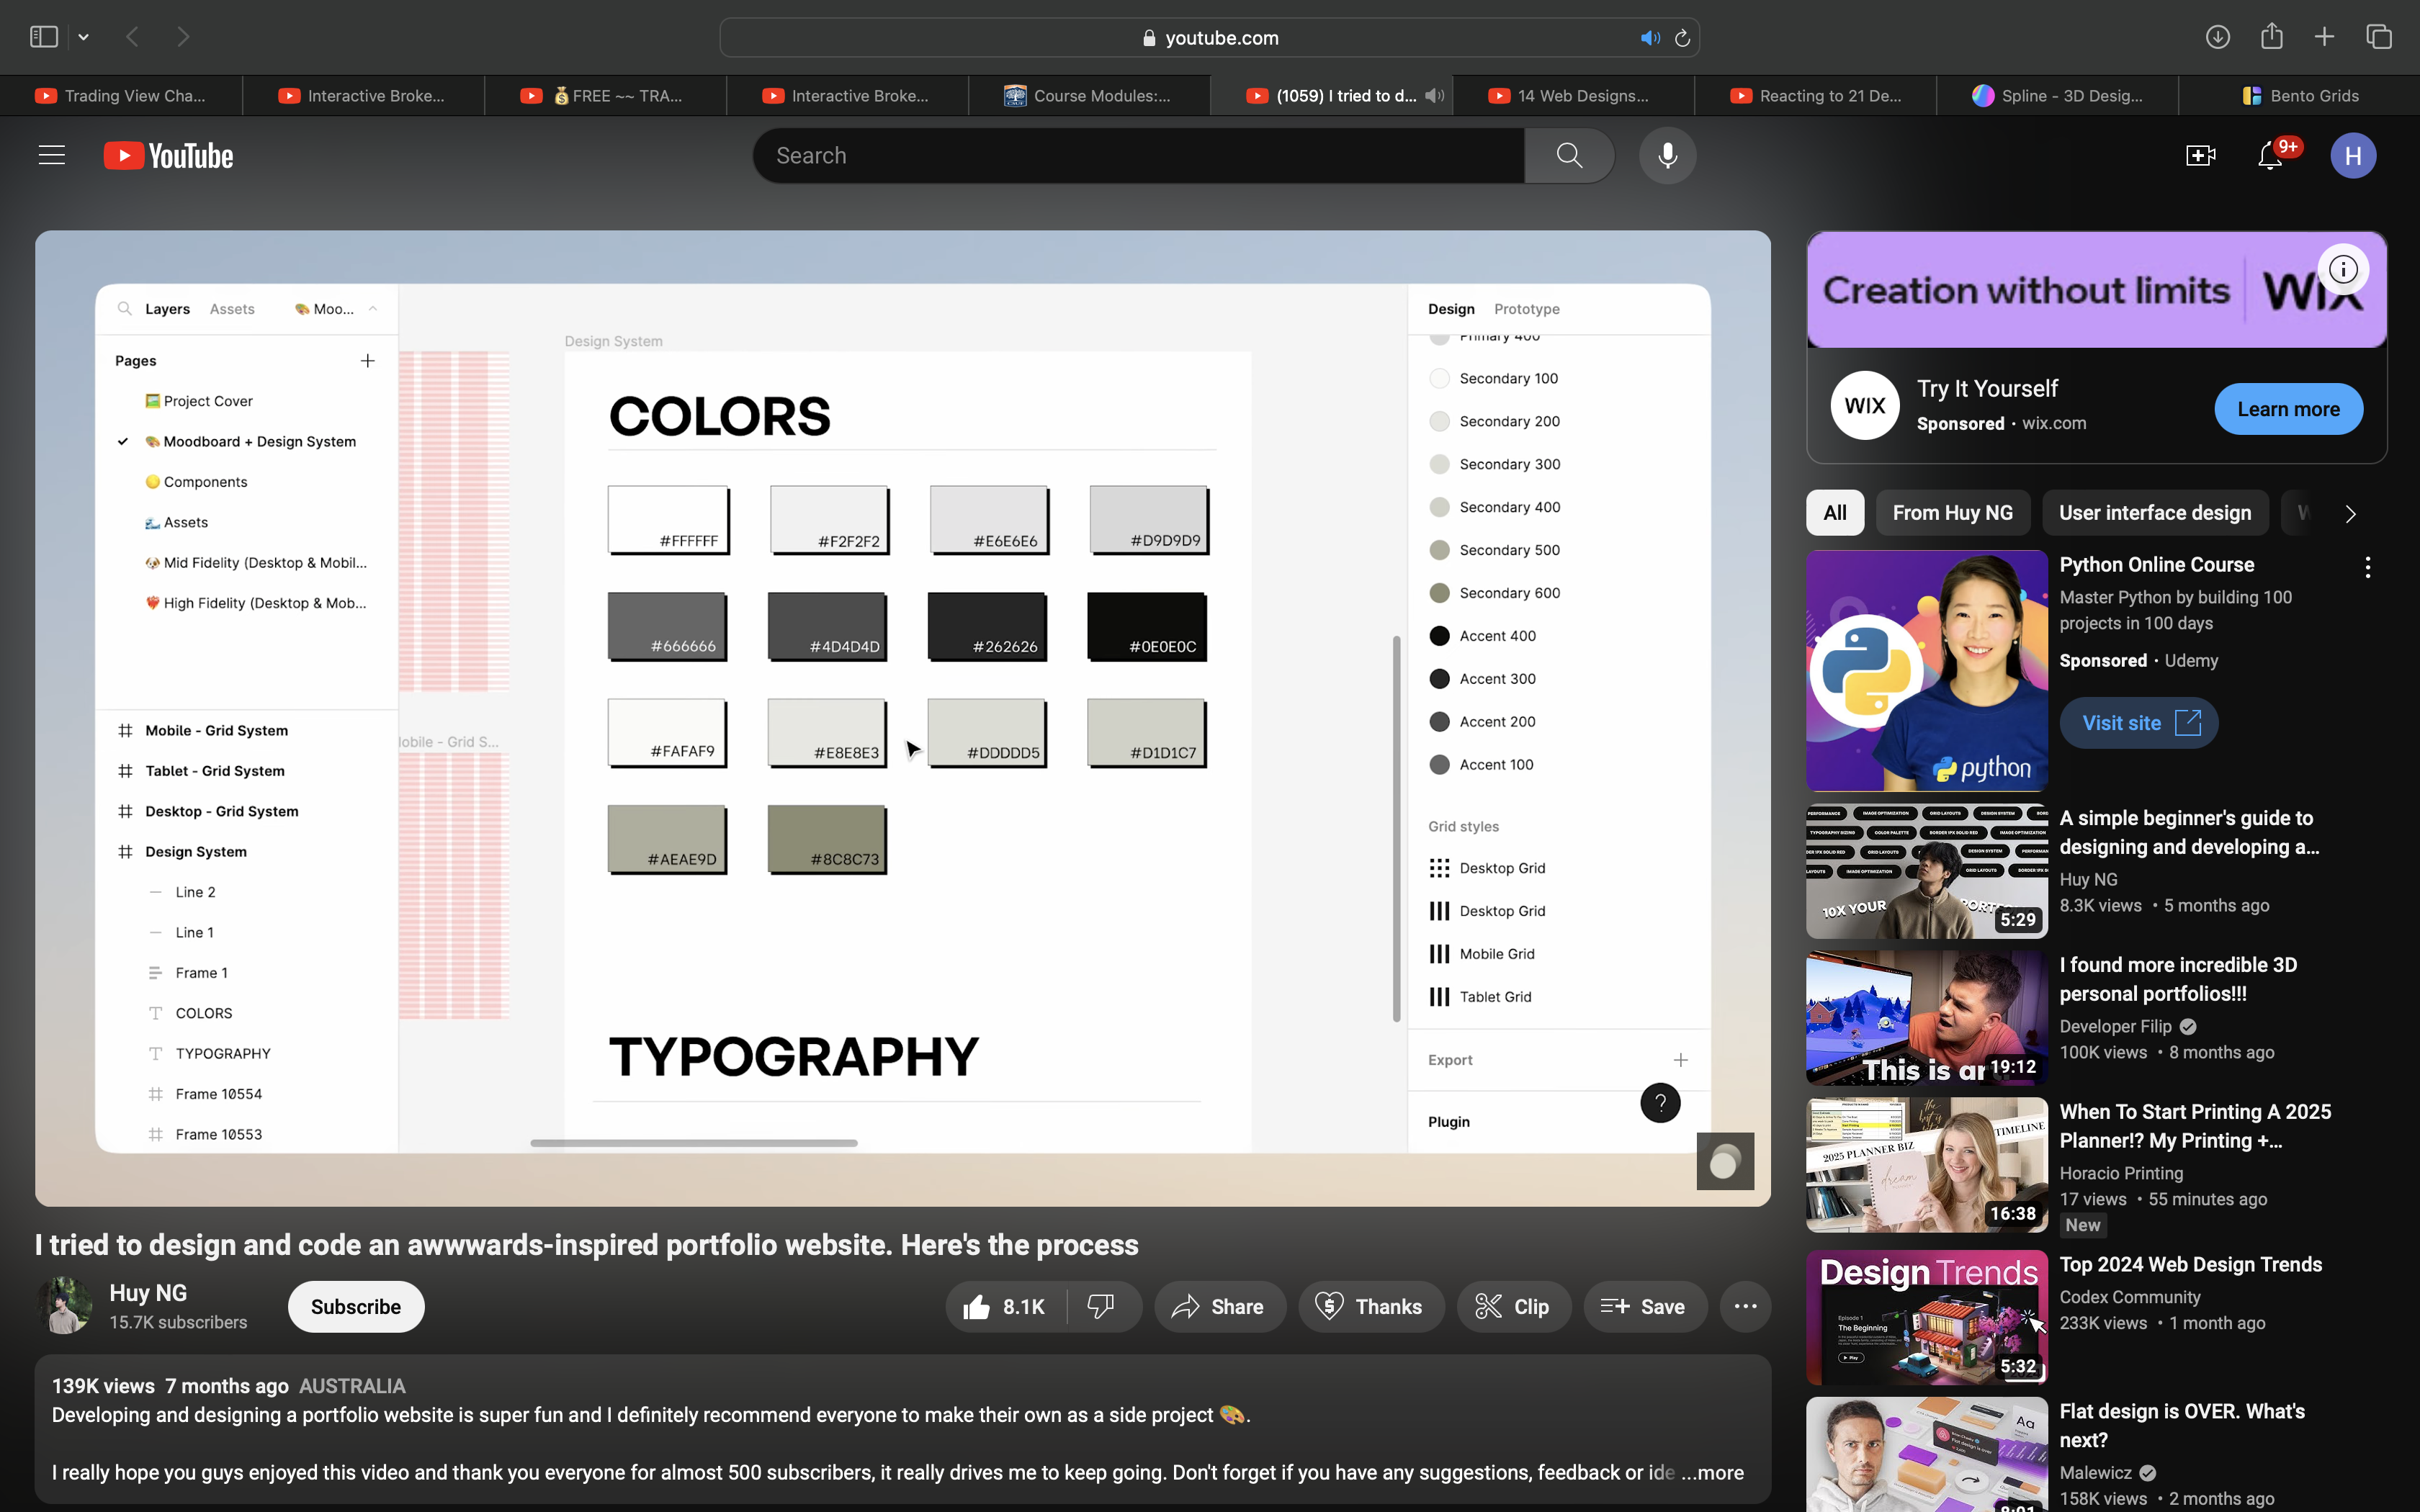 youtube.com
Trading View Cha...
Interactive Broke...
💰FREE ~~ TRA...
Interactive Broke...
Course Modules:...
(1059) I tried to d...
14 Web Designs...
Reacting to 21 De...
Spline - 3D Desig...
Bento Grids
YouTube
Search
9+
H
Layers
Assets
🎨 Moo...
Pages
🖼️ Project Cover
🎨 Moodboard + Design System
🟡 Components
🌊 Assets
🐶 Mid Fidelity (Desktop & Mobil...
❤️‍🔥 High Fidelity (Desktop & Mob...
Mobile - Grid System
Tablet - Grid System
Desktop - Grid System
Design System
Line 2
Line 1
Frame 1
COLORS
TYPOGRAPHY
Frame 10554
Frame 10553
obile - Grid S...
Design System
COLORS
#FFFFFF
#F2F2F2
#E6E6E6
#D9D9D9
#666666
#4D4D4D
#262626
#0E0E0C
#FAFAF9
#E8E8E3
#DDDDD5
#D1D1C7
#AEAE9D
#8C8C73
TYPOGRAPHY
Design
Prototype
Primary 400
Secondary 100
Secondary 200
Secondary 300
Secondary 400
Secondary 500
Secondary 600
Accent 400
Accent 300
Accent 200
Accent 100
Grid styles
Desktop Grid
Desktop Grid
Mobile Grid
Tablet Grid
Export
?
Plugin
I tried to design and code an awwwards-inspired portfolio website. Here's the process
Huy NG
15.7K subscribers
Subscribe
8.1K
Share
Thanks
Clip
Save
139K views 7 months ago AUSTRALIA
Developing and designing a portfolio website is super fun and I definitely recommend everyone to make their own as a side project 🎨.
I really hope you guys enjoyed this video and thank you everyone for almost 500 subscribers, it really drives me to keep going. Don't forget if you have any suggestions, feedback or ide ...more
Creation without limits
WIX
WIX
Try It Yourself
Sponsored · wix.com
Learn more
All
From Huy NG
User interface design
python
Python Online Course
Master Python by building 100
projects in 100 days
Sponsored · Udemy
Visit site
10X YOUR
5:29
A simple beginner's guide to
designing and developing a...
Huy NG
8.3K views • 5 months ago
This is an
19:12
I found more incredible 3D
personal portfolios!!!
Developer Filip
100K views • 8 months ago
2025 PLANNER BIZ
TIMELINE
dream
16:38
When To Start Printing A 2025
Planner!? My Printing +...
Horacio Printing
17 views • 55 minutes ago
New
Design Trends
Episode 1
The Beginning
Play
5:32
Top 2024 Web Design Trends
Codex Community
233K views • 1 month ago
Aa
8:01
Flat design is OVER. What's
next?
Malewicz
158K views • 2 months ago